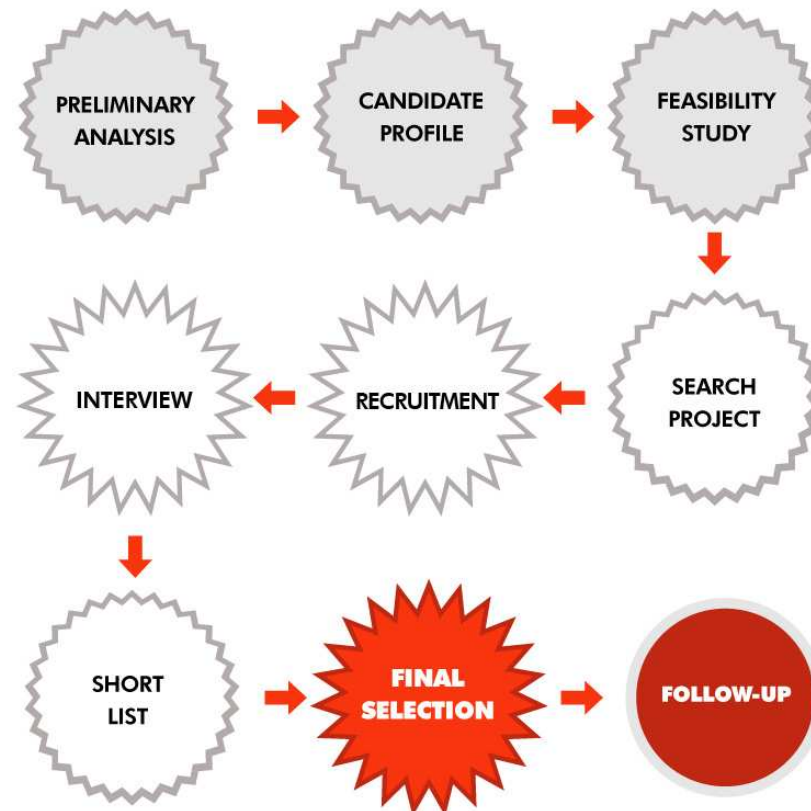 PRELIMINARY
ANALYSIS
CANDIDATE
PROFILE
FEASIBILITY
STUDY
SEARCH
PROJECT
RECRUITMENT
INTERVIEW
SHORT
LIST
FINAL
SELECTION
FOLLOW-UP